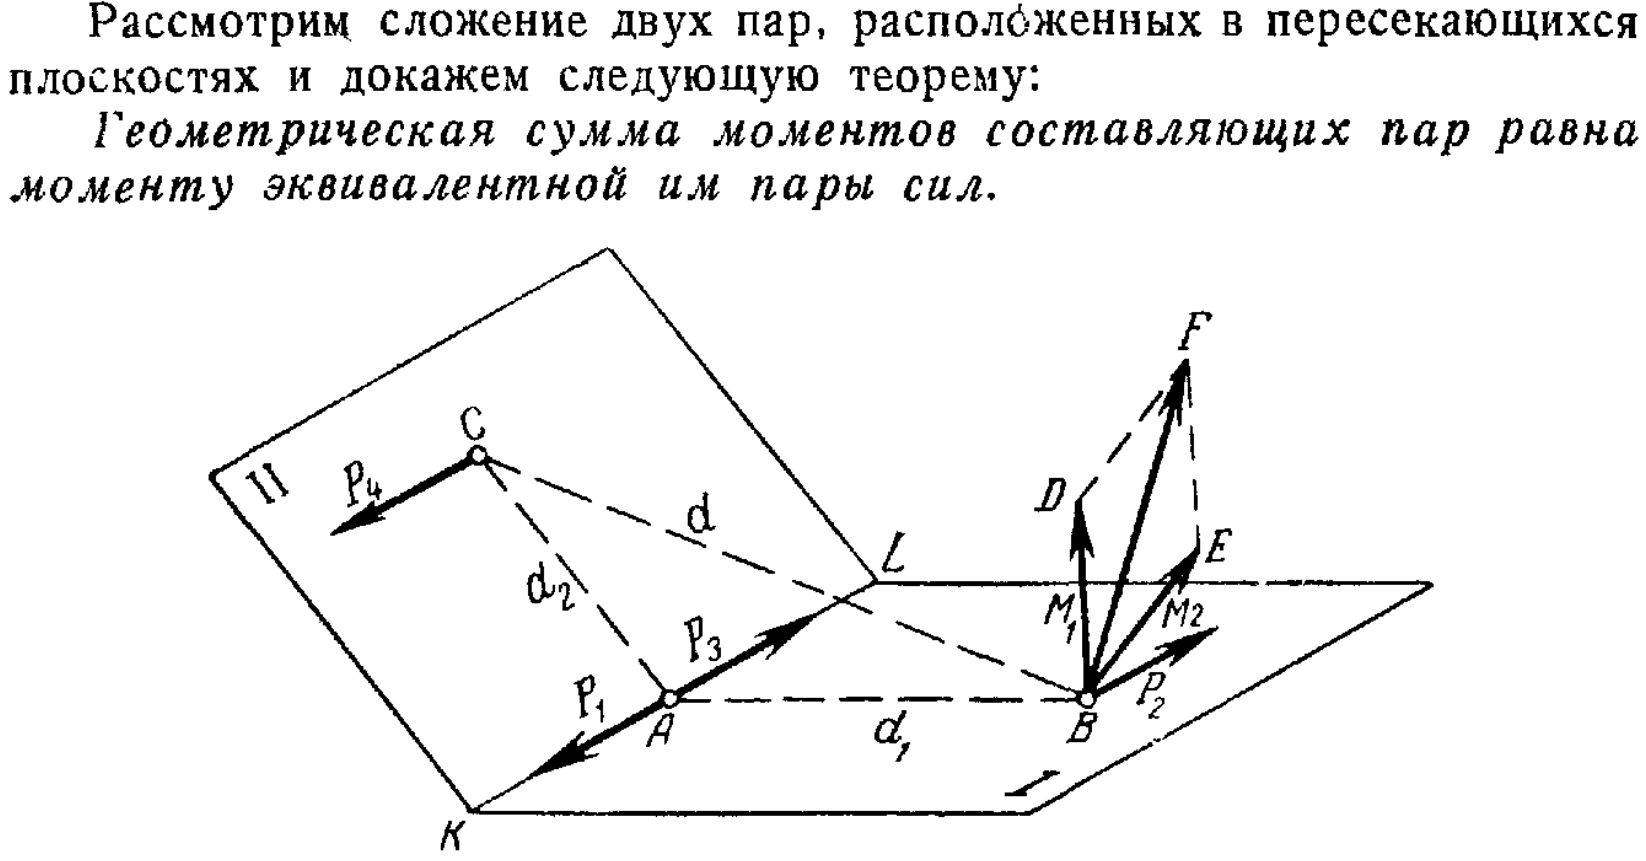 Рассмотрим сложение двух пар, расположенных в пересекающихся
плоскостях и докажем следующую теорему:
Геометрическая сумма моментов составляющих пар равна
моменту эквивалентной им пары сил.
F
C
II
P₄
D
d
E
L
d₂
M₁
M₂
P₃
P₁
P₂
A
d₁
B
I
K